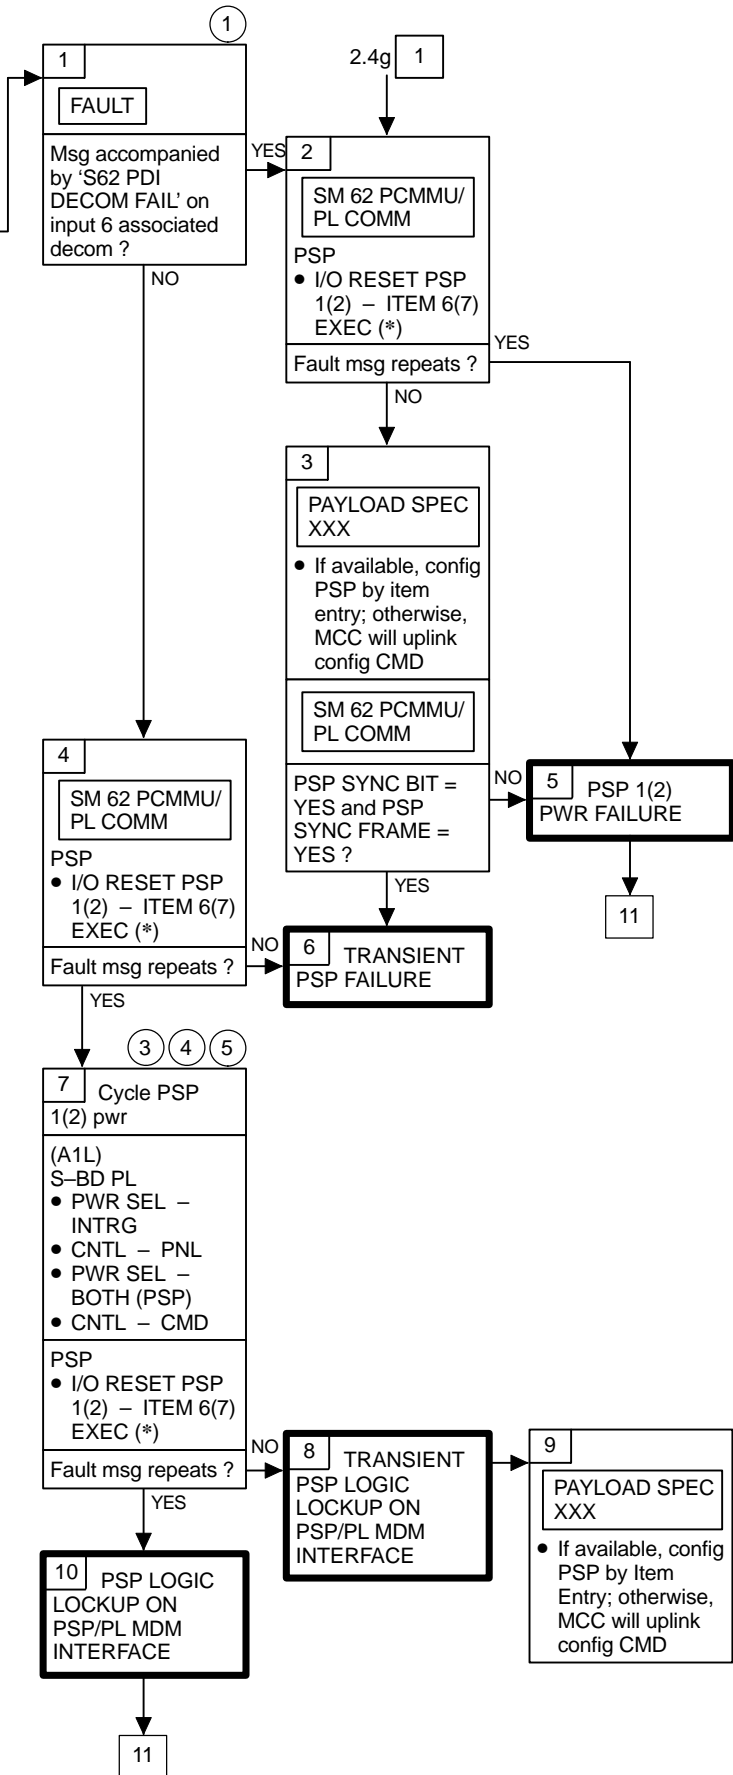 1
1
FAULT
Msg accompanied
by ‘S62 PDI
DECOM FAIL’ on
input 6 associated
decom ?
YES
NO
2.4g 1
2
SM 62 PCMMU/
PL COMM
PSP
• I/O RESET PSP
1(2) – ITEM 6(7)
EXEC (*)
Fault msg repeats ?
YES
NO
3
PAYLOAD SPEC
XXX
• If available, config
PSP by item
entry; otherwise,
MCC will uplink
config CMD
SM 62 PCMMU/
PL COMM
PSP SYNC BIT =
YES and PSP
SYNC FRAME =
YES ?
NO
YES
4
SM 62 PCMMU/
PL COMM
PSP
• I/O RESET PSP
1(2) – ITEM 6(7)
EXEC (*)
Fault msg repeats ?
NO
YES
5 PSP 1(2)
PWR FAILURE
11
6 TRANSIENT
PSP FAILURE
3 4 5
7 Cycle PSP
1(2) pwr
(A1L)
S–BD PL
• PWR SEL –
INTRG
• CNTL – PNL
• PWR SEL –
BOTH (PSP)
• CNTL – CMD
PSP
• I/O RESET PSP
1(2) – ITEM 6(7)
EXEC (*)
Fault msg repeats ?
NO
YES
8 TRANSIENT
PSP LOGIC
LOCKUP ON
PSP/PL MDM
INTERFACE
9
PAYLOAD SPEC
XXX
• If available, config
PSP by Item
Entry; otherwise,
MCC will uplink
config CMD
10 PSP LOGIC
LOCKUP ON
PSP/PL MDM
INTERFACE
11